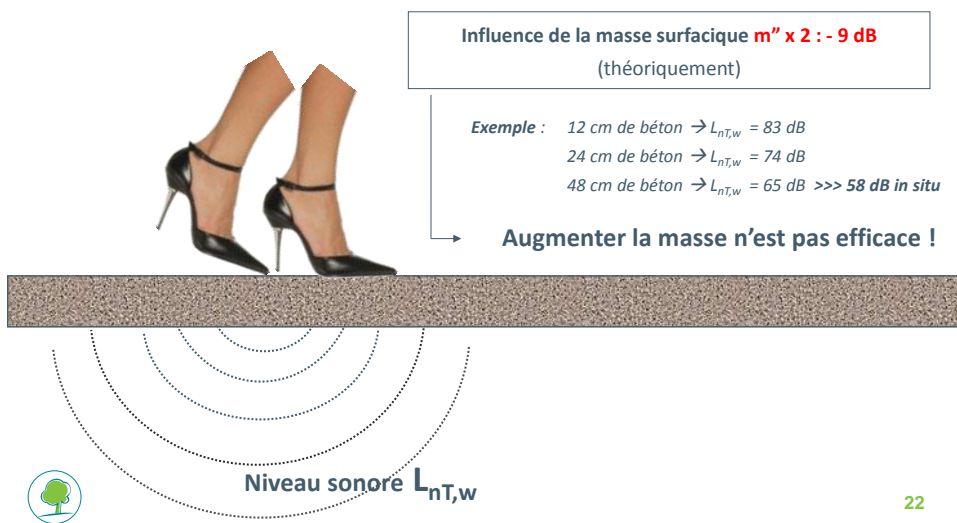 Influence de la masse surfacique m” x 2 : - 9 dB
(théoriquement)
Exemple : 12 cm de béton → LnT,w = 83 dB
24 cm de béton → LnT,w = 74 dB
48 cm de béton → LnT,w = 65 dB >>> 58 dB in situ
Augmenter la masse n’est pas efficace !
Niveau sonore LnT,w
22